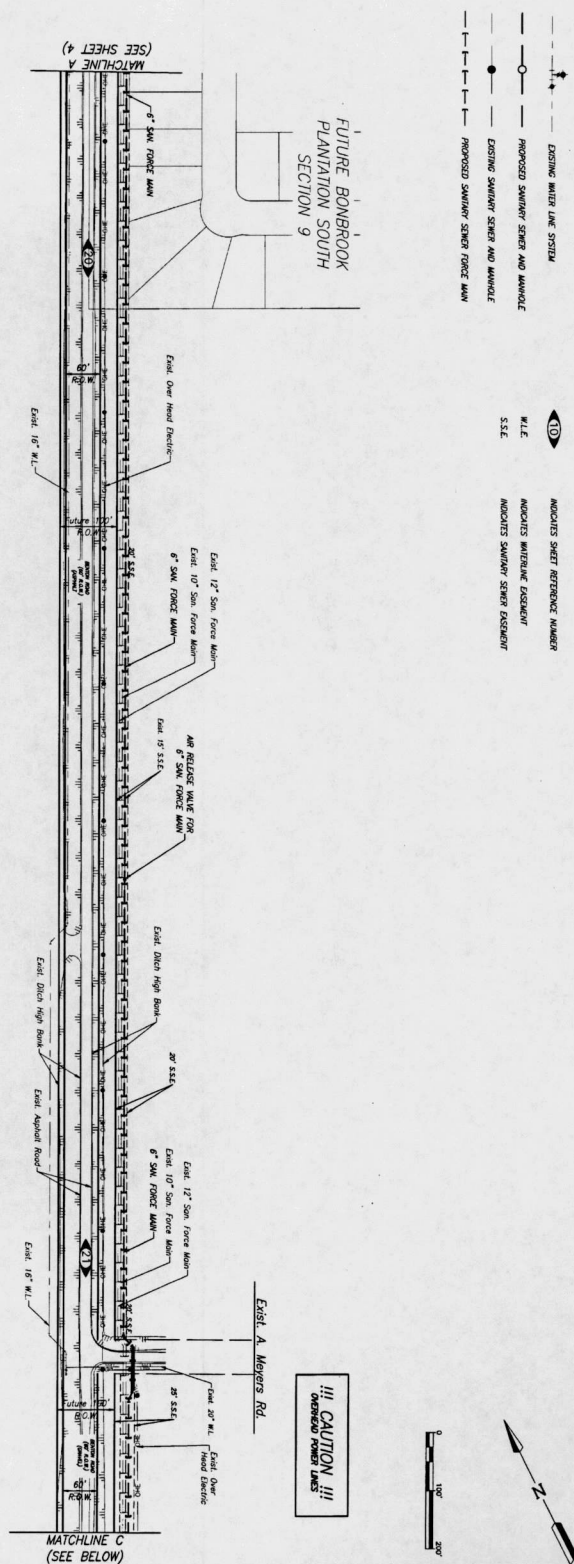 EXISTING WATER LINE SYSTEM
PROPOSED SANITARY SEWER AND MANHOLE
EXISTING SANITARY SEWER AND MANHOLE
PROPOSED SANITARY SEWER FORCE MAIN
10
INDICATES SHEET REFERENCE NUMBER
W.L.E.
INDICATES WATERLINE EASEMENT
S.S.E.
INDICATES SANITARY SEWER EASEMENT
N
0
100'
200'
!!! CAUTION !!!
OVERHEAD POWER LINES
FUTURE BONBROOK
PLANTATION SOUTH
SECTION 9
MATCHLINE A
(SEE SHEET 4)
6" SAN. FORCE MAIN
20
60'
R.O.W.
Exist. Over Head Electric
Exist. 16" W.L.
Future 100'
R.O.W.
20' S.S.E.
Exist. 12" San. Force Main
Exist. 10" San. Force Main
6" SAN. FORCE MAIN
Exist. 15' S.S.E.
AIR RELEASE VALVE FOR
6" SAN. FORCE MAIN
Exist. Ditch High Bank
Exist. Ditch High Bank
Exist. Asphalt Road
20' S.S.E.
Exist. 12" San. Force Main
Exist. 10" San. Force Main
6" SAN. FORCE MAIN
21
Exist. 16" W.L.
20' S.S.E.
Exist. A. Meyers Rd.
Exist. 20" W.L.
25' S.S.E.
Exist. Over
Head Electric
Future
R.O.W.
60'
R.O.W.
MATCHLINE C
(SEE BELOW)